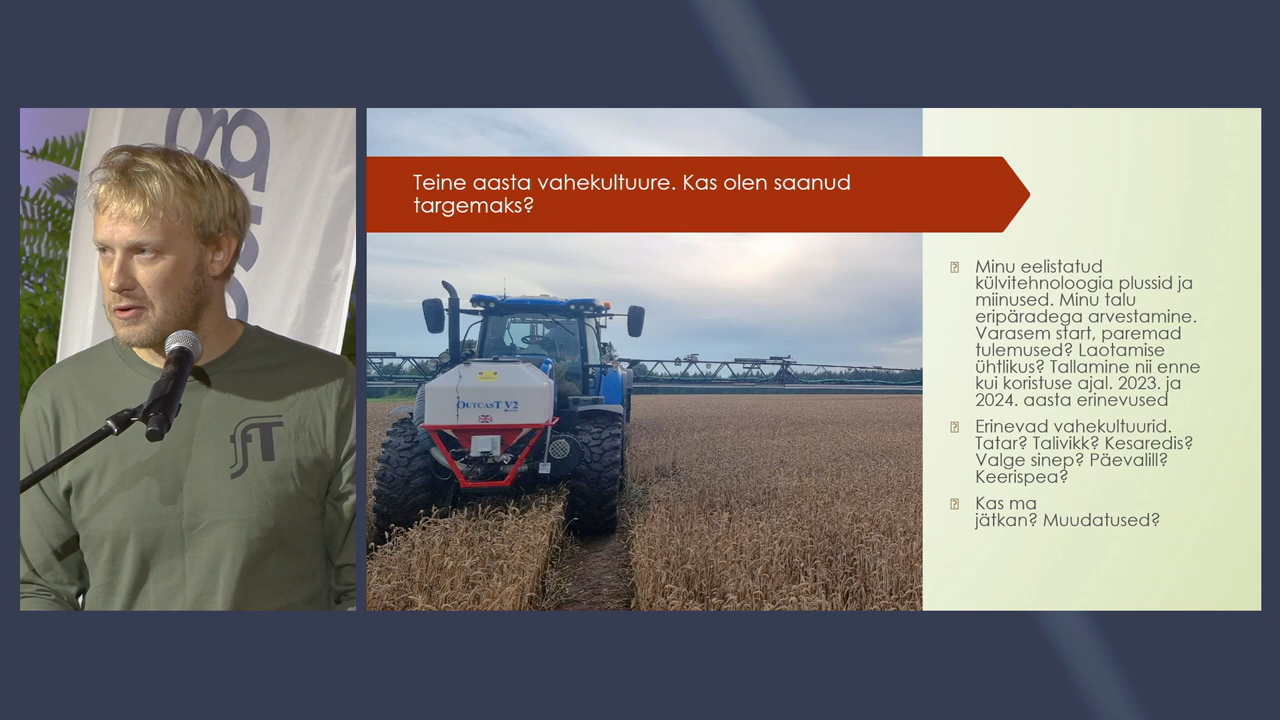 Teine aasta vahekultuure. Kas olen saanud
targemaks?
OUTCAST V2
Minu eelistatud
külvitehnoloogia plussid ja
miinused. Minu talu
eripäradega arvestamine.
Varasem start, paremad
tulemused? Laotamise
ühtlikus? Tallamine nii enne
kui koristuse ajal. 2023. ja
2024. aasta erinevused
Erinevad vahekultuurid.
Tatar? Talivikk? Kesaredis?
Valge sinep? Päevalill?
Keerispea?
Kas ma
jätkan? Muudatused?